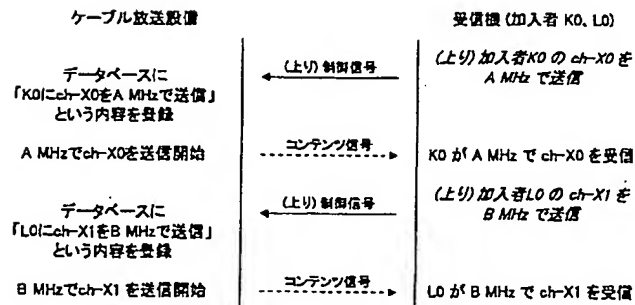 ケーブル放送設備
受信機 (加入者 K0、L0)
(上り) 制御信号
(上り) 加入者K0 の ch-X0を
A MHz で送信
データベースに
「K0にch-X0をA MHzで送信」
という内容を登録
A MHzでch-X0を送信開始
コンテンツ信号
K0 が A MHz で ch-X0 を受信
(上り) 制御信号
(上り) 加入者L0 の ch-X1 を
B MHz で送信
データベースに
「L0にch-X1をB MHzで送信」
という内容を登録
B MHzでch-X1 を送信開始
コンテンツ信号
L0 が B MHz で ch-X1 を受信